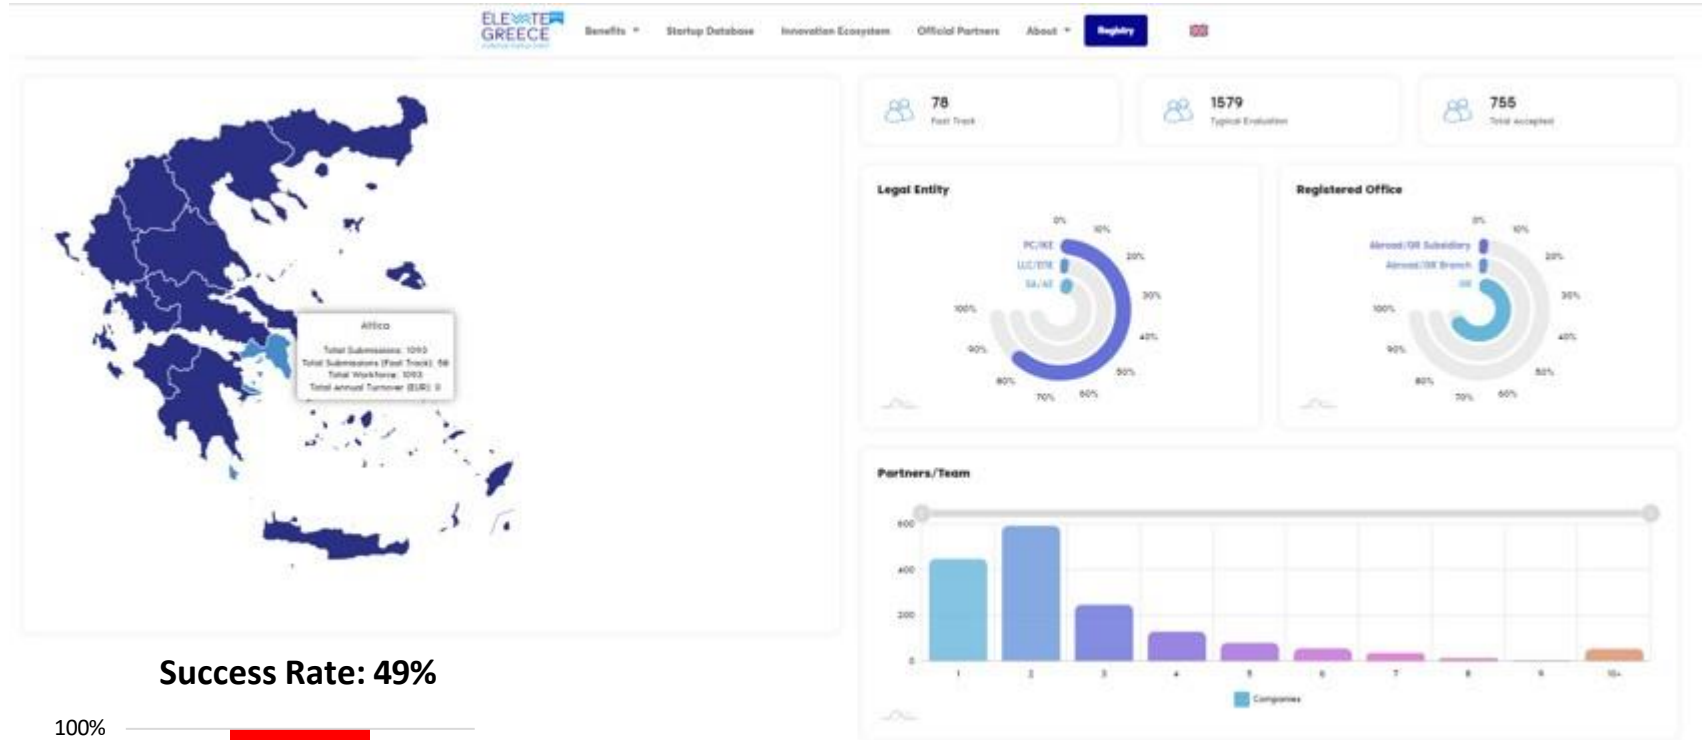 ELEVATE
GREECE
Benefits
Startup Database
Innovation Ecosystem
Official Partners
About
Registry
78
Fast Track
1579
Typical Evaluation
755
Total Accepted
Attica
Total Submissions: 1093
Total Submissions (Fast Track): 58
Total Workforce: 1093
Total Annual Turnover (EUR): 0
Legal Entity
0%
10%
20%
30%
40%
50%
60%
70%
80%
90%
100%
PC/IKE
LLC/EΠE
SA/AE
Registered Office
0%
10%
20%
30%
40%
50%
60%
70%
80%
90%
100%
Abroad/GR Subsidiary
Abroad/GR Branch
GR
Partners/Team
600
400
200
0
1
2
3
4
5
6
7
8
9
10+
Companies
Success Rate: 49%
100%